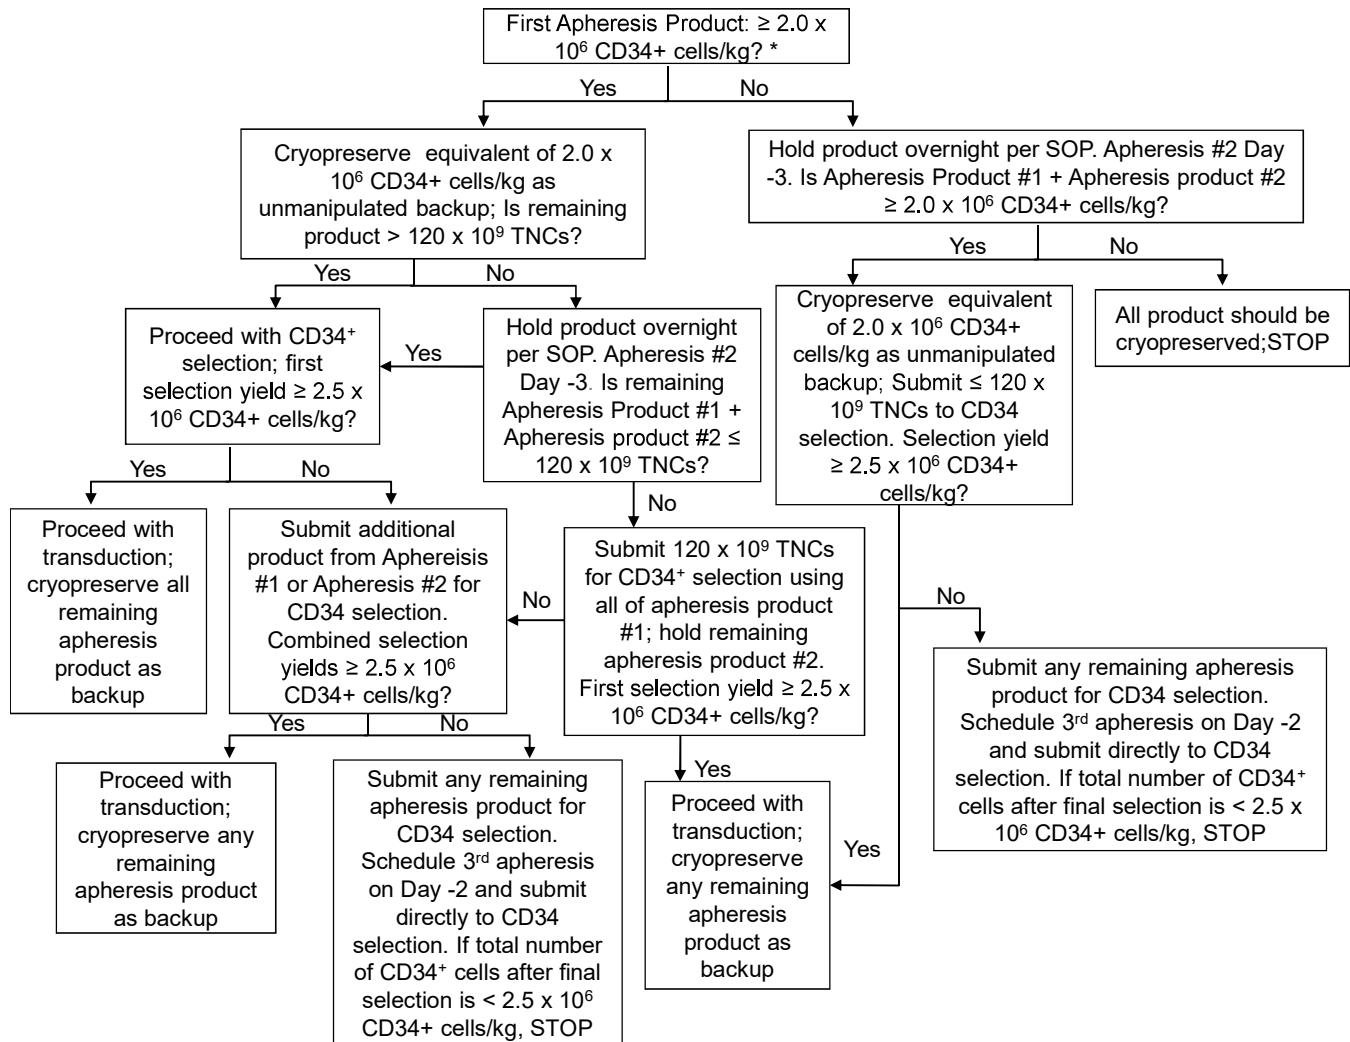 First Apheresis Product: ≥ 2.0 x
10⁶ CD34+ cells/kg? *
Yes
No
Cryopreserve equivalent of 2.0 x
10⁶ CD34+ cells/kg as
unmanipulated backup; Is remaining
product > 120 x 10⁹ TNCs?
Hold product overnight per SOP. Apheresis #2 Day
-3. Is Apheresis Product #1 + Apheresis product #2
≥ 2.0 x 10⁶ CD34+ cells/kg?
Yes
No
Yes
No
Proceed with CD34⁺
selection; first
selection yield ≥ 2.5 x
10⁶ CD34+ cells/kg?
Yes
Hold product overnight
per SOP. Apheresis #2
Day -3. Is remaining
Apheresis Product #1 +
Apheresis product #2 ≤
120 x 10⁹ TNCs?
Cryopreserve equivalent
of 2.0 x 10⁶ CD34+
cells/kg as unmanipulated
backup; Submit ≤ 120 x
10⁹ TNCs to CD34
selection. Selection yield
≥ 2.5 x 10⁶ CD34+
cells/kg?
All product should be
cryopreserved;STOP
Yes
No
No
Proceed with
transduction;
cryopreserve all
remaining
apheresis
product as
backup
Submit additional
product from Aphereisis
#1 or Apheresis #2 for
CD34 selection.
Combined selection
yields ≥ 2.5 x 10⁶
CD34+ cells/kg?
No
Submit 120 x 10⁹ TNCs
for CD34⁺ selection using
all of apheresis product
#1; hold remaining
apheresis product #2.
First selection yield ≥ 2.5 x
10⁶ CD34+ cells/kg?
No
Submit any remaining apheresis
product for CD34 selection.
Schedule 3ʳᵈ apheresis on Day -2
and submit directly to CD34
selection. If total number of CD34⁺
cells after final selection is < 2.5 x
10⁶ CD34+ cells/kg, STOP
Yes
No
Yes
Yes
Proceed with
transduction;
cryopreserve any
remaining
apheresis product
as backup
Submit any remaining
apheresis product for
CD34 selection.
Schedule 3ʳᵈ apheresis
on Day -2 and submit
directly to CD34
selection. If total number
of CD34⁺ cells after final
selection is < 2.5 x 10⁶
CD34+ cells/kg, STOP
Proceed with
transduction;
cryopreserve
any remaining
apheresis
product as
backup